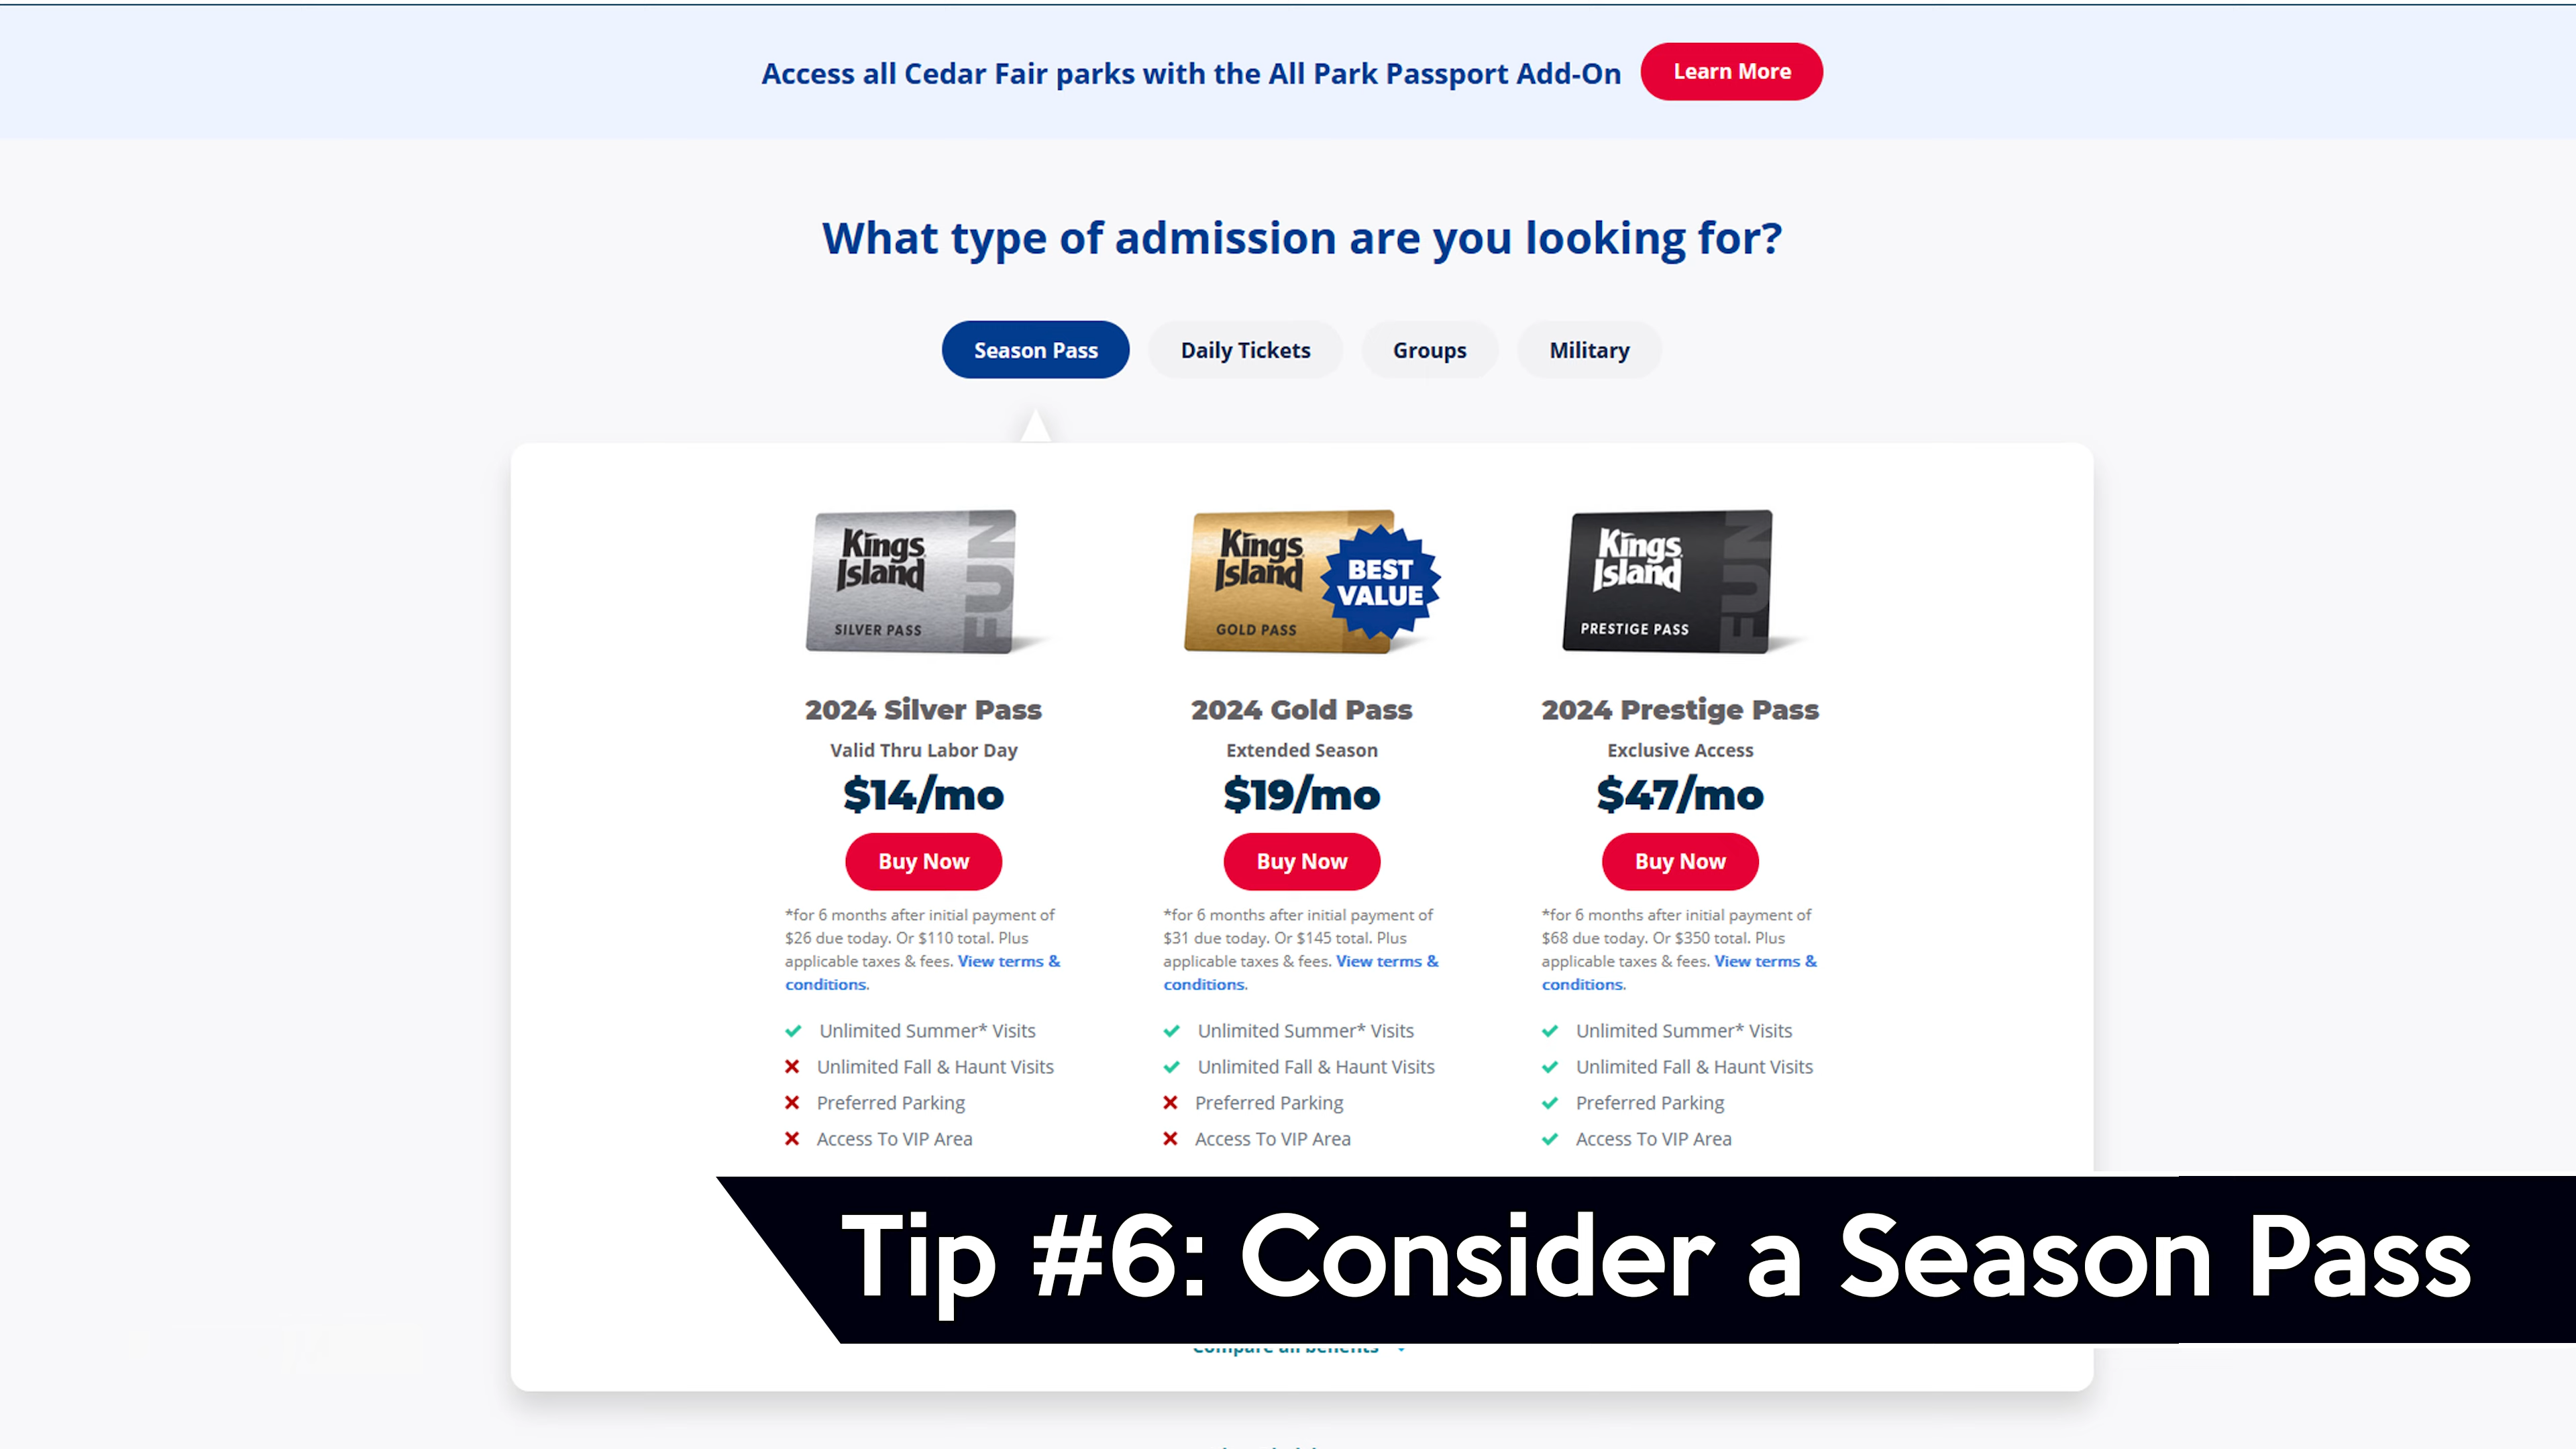 Access all Cedar Fair parks with the All Park Passport Add-On
Learn More
What type of admission are you looking for?
Season Pass
Daily Tickets
Groups
Military
Kings
Island
FUN
SILVER PASS
Kings
Island
BEST
VALUE
GOLD PASS
Kings
Island
FUN
PRESTIGE PASS
2024 Silver Pass
Valid Thru Labor Day
$14/mo
Buy Now
*for 6 months after initial payment of
$26 due today. Or $110 total. Plus
applicable taxes & fees. View terms &
conditions.
Unlimited Summer* Visits
Unlimited Fall & Haunt Visits
Preferred Parking
Access To VIP Area
2024 Gold Pass
Extended Season
$19/mo
Buy Now
*for 6 months after initial payment of
$31 due today. Or $145 total. Plus
applicable taxes & fees. View terms &
conditions.
Unlimited Summer* Visits
Unlimited Fall & Haunt Visits
Preferred Parking
Access To VIP Area
2024 Prestige Pass
Exclusive Access
$47/mo
Buy Now
*for 6 months after initial payment of
$68 due today. Or $350 total. Plus
applicable taxes & fees. View terms &
conditions.
Unlimited Summer* Visits
Unlimited Fall & Haunt Visits
Preferred Parking
Access To VIP Area
Tip #6: Consider a Season Pass
Compare all benefits